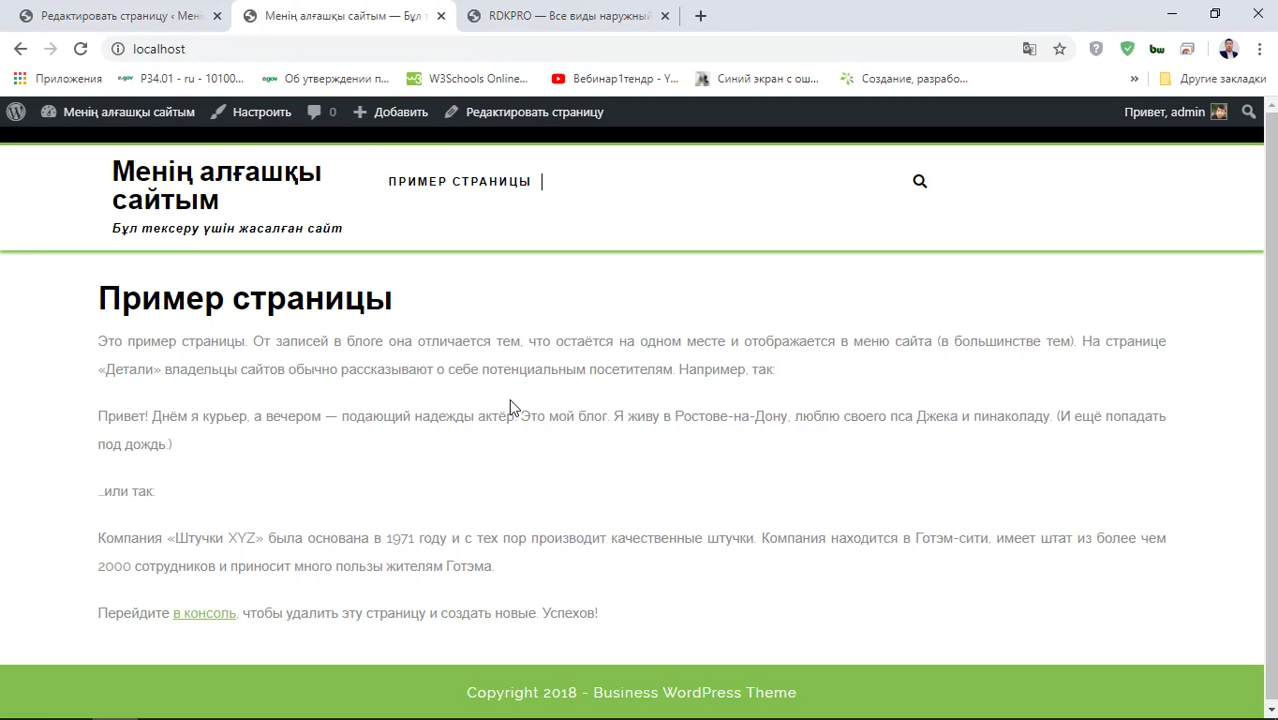 Редактировать страницу ‹ Мені
Менің алғашқы сайтым — Бұл т
RDKPRO — Все виды наружный
localhost
Приложения
P34.01 - ru - 10100...
Об утверждении п...
W3Schools Online...
Вебинар1тендр - Y...
Синий экран с ош...
Создание, разрабо...
»
Другие закладки
Менің алғашқы сайтым
Настроить
0
Добавить
Редактировать страницу
Привет, admin
Менің алғашқы
сайтым
Бұл тексеру үшін жасалған сайт
ПРИМЕР СТРАНИЦЫ
Пример страницы
Это пример страницы. От записей в блоге она отличается тем, что остаётся на одном месте и отображается в меню сайта (в большинстве тем). На странице
«Детали» владельцы сайтов обычно рассказывают о себе потенциальным посетителям. Например, так:
Привет! Днём я курьер, а вечером — подающий надежды актёр. Это мой блог. Я живу в Ростове-на-Дону, люблю своего пса Джека и пинаколаду. (И ещё попадать
под дождь.)
...или так:
Компания «Штучки XYZ» была основана в 1971 году и с тех пор производит качественные штучки. Компания находится в Готэм-сити, имеет штат из более чем
2000 сотрудников и приносит много пользы жителям Готэма.
Перейдите в консоль, чтобы удалить эту страницу и создать новые. Успехов!
Copyright 2018 - Business WordPress Theme